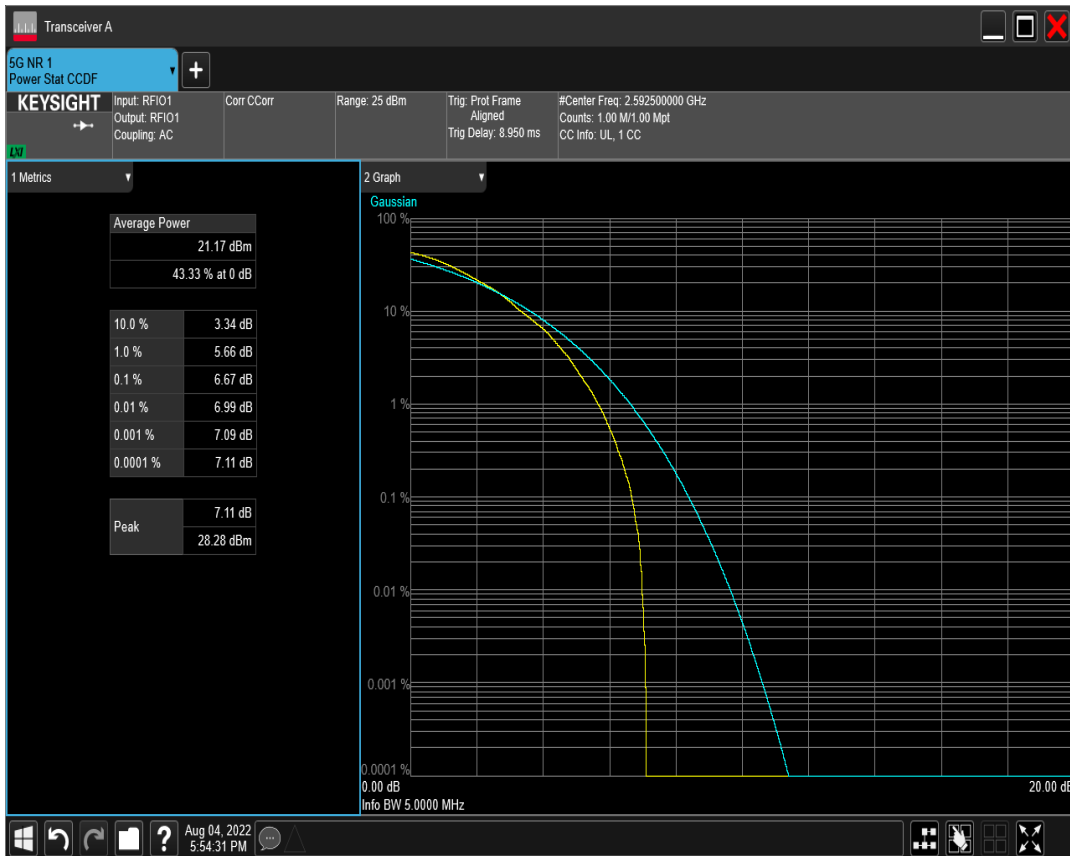 Transceiver A
5G NR 1
Power Stat CCDF
KEYSIGHT
LXI
Input: RFIO1
Output: RFIO1
Coupling: AC
Corr CCorr
Range: 25 dBm
Trig: Prot Frame
Aligned
Trig Delay: 8.950 ms
#Center Freq: 2.592500000 GHz
Counts: 1.00 M/1.00 Mpt
CC Info: UL, 1 CC
1 Metrics
Average Power
21.17 dBm
43.33 % at 0 dB
10.0 % 3.34 dB
1.0 % 5.66 dB
0.1 % 6.67 dB
0.01 % 6.99 dB
0.001 % 7.09 dB
0.0001 % 7.11 dB
Peak
7.11 dB
28.28 dBm
2 Graph
Gaussian
100 %
10 %
1 %
0.1 %
0.01 %
0.001 %
0.0001 %
0.00 dB
20.00 dB
Info BW 5.0000 MHz
?
Aug 04, 2022
5:54:31 PM